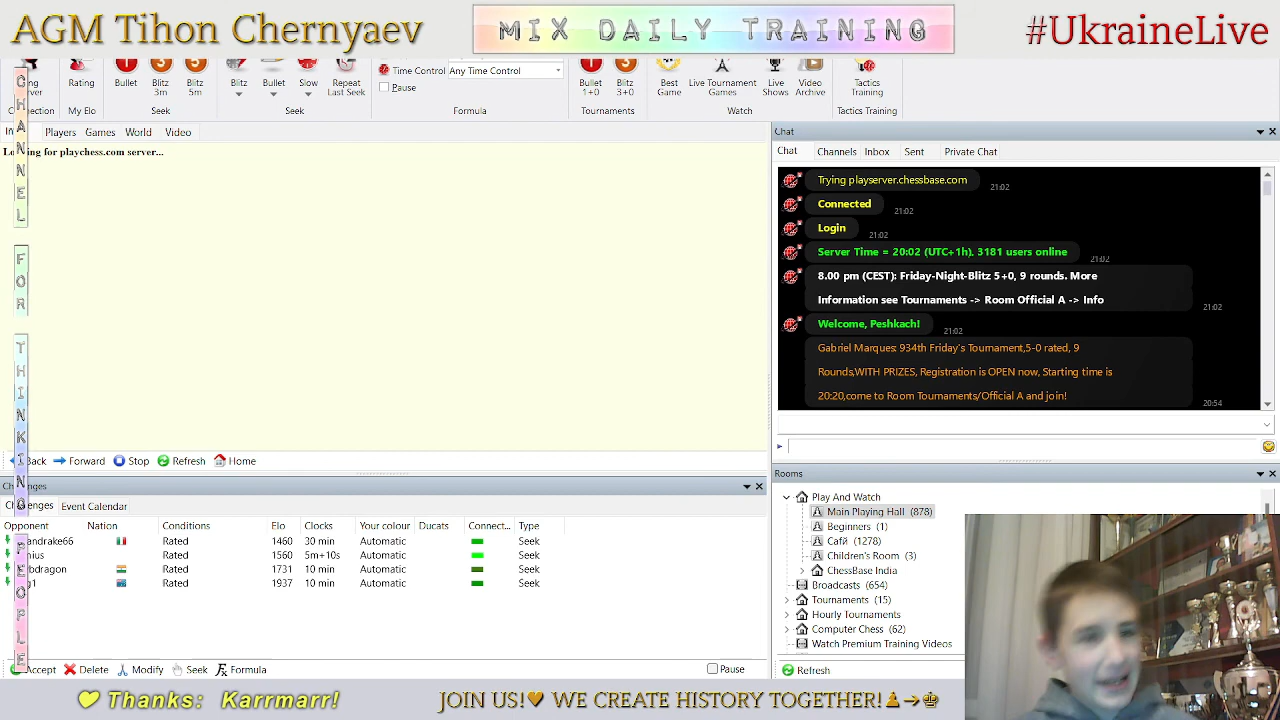 AGM Tihon Chernyaev
MIX DAILY TRAINING
#UkraineLive
CHANNEL FOR THINKING PEOPLE
Rating
Bullet
Blitz
3m
Blitz
5m
Blitz
Bullet
Slow
Repeat
Last Seek
Time Control
Any Time Control
Pause
Bullet
1+0
Blitz
3+0
Best
Game
Live Tournament
Games
Live
Shows
Video
Archive
Tactics
Training
My Elo
Seek
Formula
Tournaments
Watch
Tactics Training
Players Games World Video
for playchess.com server...
Back Forward Stop Refresh Home
Chat
Chat Channels Inbox Sent Private Chat
Trying playserver.chessbase.com 21:02
Connected 21:02
Login 21:02
Server Time = 20:02 (UTC+1h), 3181 users online 21:02
8.00 pm (CEST): Friday-Night-Blitz 5+0, 9 rounds. More
Information see Tournaments -> Room Official A -> Info 21:02
Welcome, Peshkach! 21:02
Gabriel Marques: 934th Friday's Tournament,5-0 rated, 9
Rounds,WITH PRIZES, Registration is OPEN now, Starting time is
20:20,come to Room Tournaments/Official A and join! 20:54
Event Calendar
Opponent Nation Conditions Elo Clocks Your colour Ducats Connect... Type
andrake66 Rated 1460 30 min Automatic Seek
Rated 1560 5m+10s Automatic Seek
Rated 1731 10 min Automatic Seek
Rated 1937 10 min Automatic Seek
Accept Delete Modify Seek Formula Pause
Rooms
Play And Watch
Main Playing Hall (878)
Beginners (1)
Café (1278)
Children's Room (3)
ChessBase India
Broadcasts (654)
Tournaments (15)
Hourly Tournaments
Computer Chess (62)
Watch Premium Training Videos
Refresh
Thanks: Karrmarr!
JOIN US!🧡 WE CREATE HISTORY TOGETHER!♟➔♚